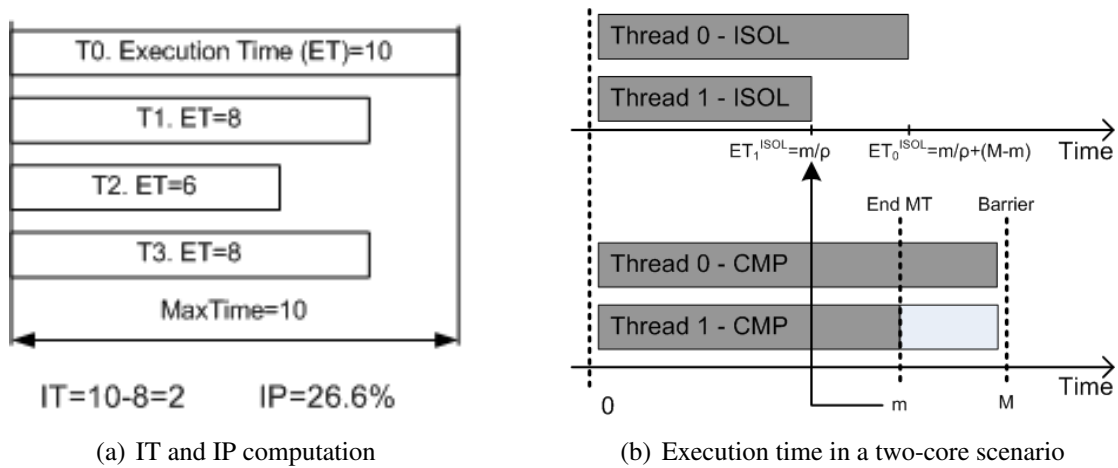 T0. Execution Time (ET)=10
T1. ET=8
T2. ET=6
T3. ET=8
MaxTime=10
IT=10-8=2 IP=26.6%
(a) IT and IP computation
Thread 0 - ISOL
Thread 1 - ISOL
ET₁ᴵˢᴼᴸ=m/ρ ET₀ᴵˢᴼᴸ=m/ρ+(M-m) Time
End MT Barrier
Thread 0 - CMP
Thread 1 - CMP
Time
0 m M
(b) Execution time in a two-core scenario